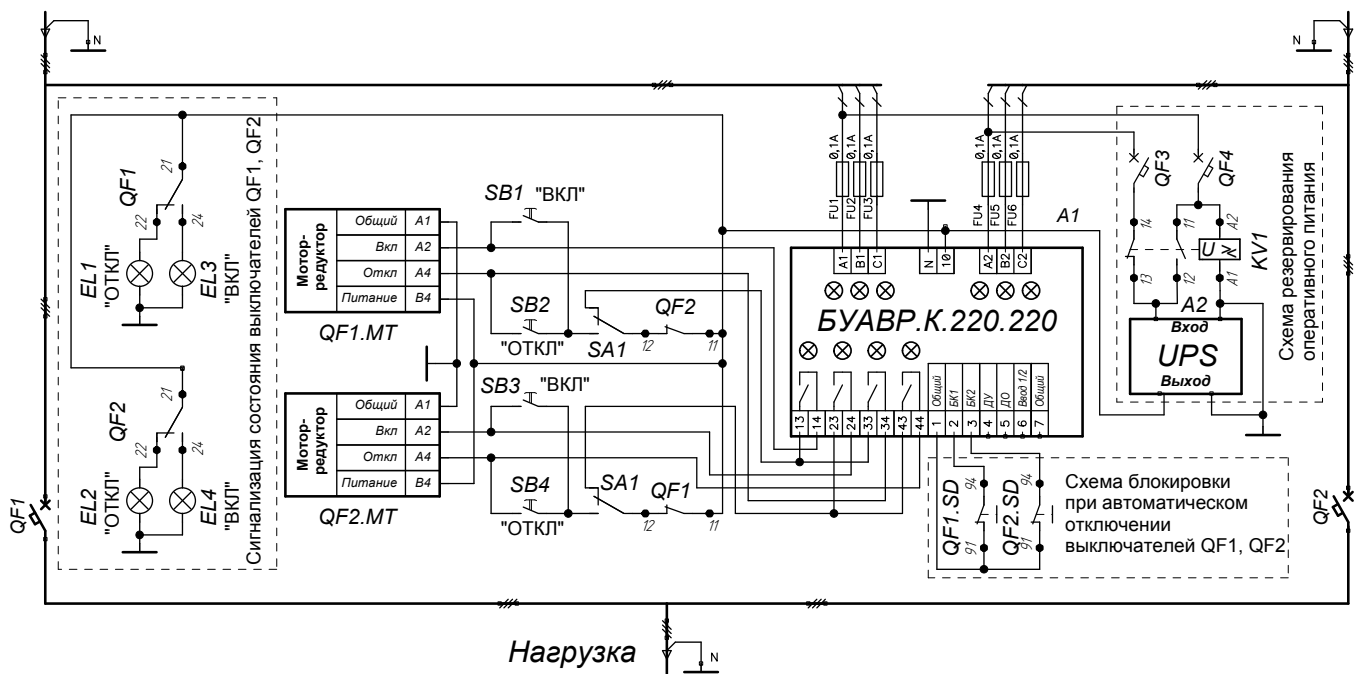 N
N
Сигнализация состояния выключателей QF1, QF2
21
QF1
22
24
EL1
"ОТКЛ"
EL3
"ВКЛ"
21
QF2
22
24
EL2
"ОТКЛ"
EL4
"ВКЛ"
QF1
Мотор-
редуктор
Общий A1
Вкл A2
Откл A4
Питание B4
QF1.MT
Мотор-
редуктор
Общий A1
Вкл A2
Откл A4
Питание B4
QF2.MT
SB1 "ВКЛ"
SB2
"ОТКЛ"
SA1
QF2
12
11
SB3 "ВКЛ"
SB4
"ОТКЛ"
SA1
QF1
12
11
0,1A
0,1A
0,1A
FU1
FU2
FU3
0,1A
0,1A
0,1A
FU4
FU5
FU6
A1
A1
B1
C1
N
10
A2
B2
C2
БУАВР.К.220.220
Общий
БК1
БК2
ДУ
ДО
Ввод 1/2
Общий
13
14
23
24
33
34
43
44
1
2
3
4
5
6
7
QF3
QF4
14
11
A2
U
KV1
13
12
A1
A2
Вход
UPS
Выход
Схема резервирования
оперативного питания
94
94
QF1.SD
QF2.SD
91
91
Схема блокировки
при автоматическом
отключении
выключателей QF1, QF2
QF2
Нагрузка
N